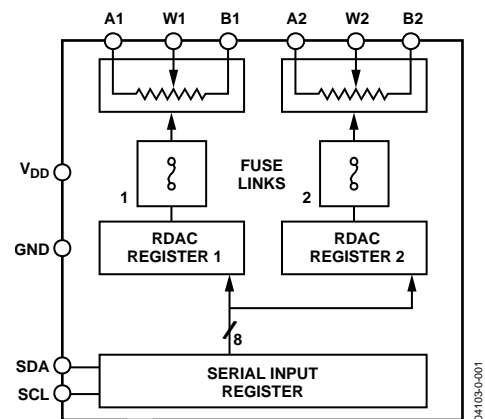 A1 W1 B1 A2 W2 B2
V_DD
FUSE
LINKS
1 2
GND
RDAC
REGISTER 1
RDAC
REGISTER 2
8
SDA
SCL
SERIAL INPUT
REGISTER
04103-0-001